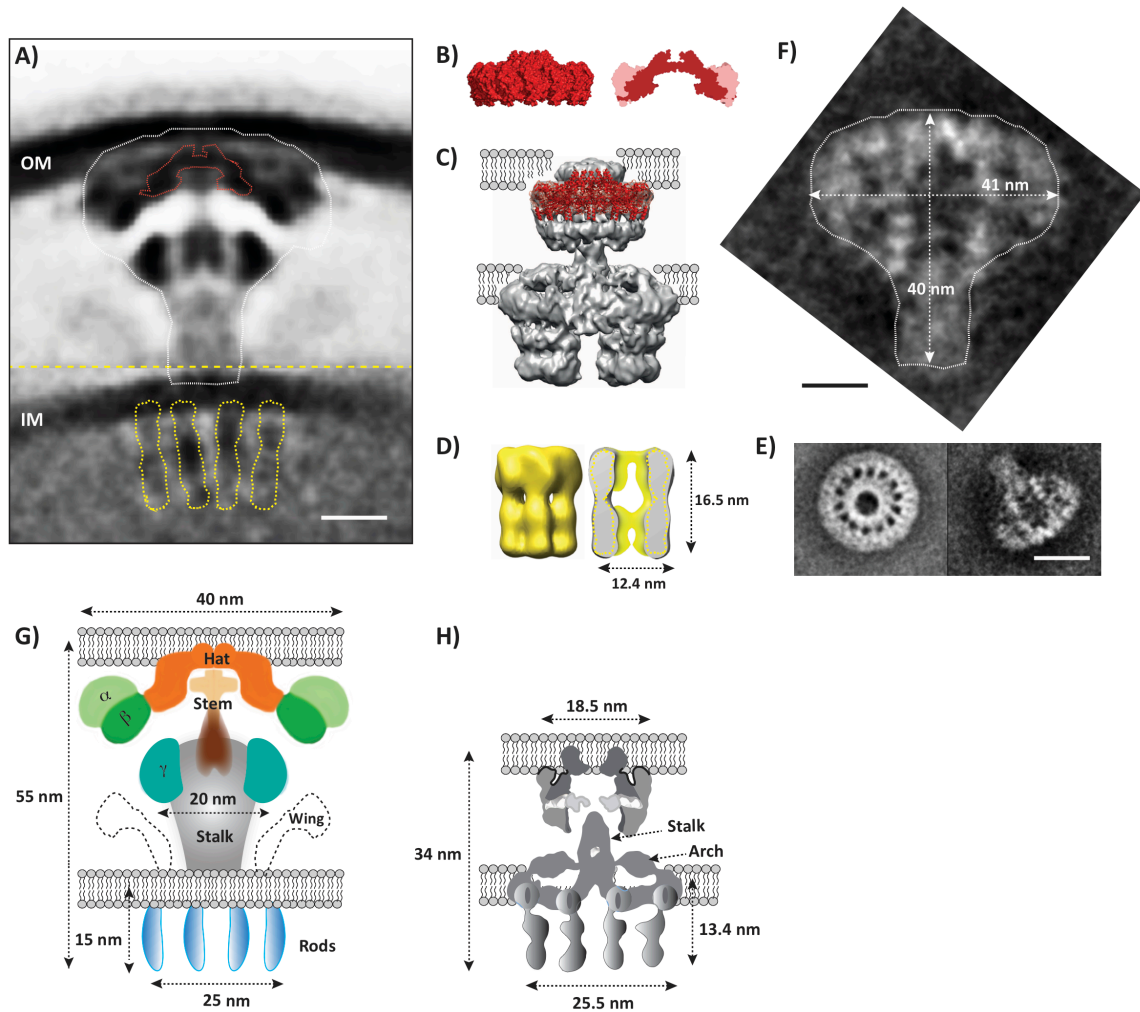 A)
OM
IM
B)
C)
D)
16.5 nm
12.4 nm
F)
41 nm
40 nm
E)
G)
40 nm
Hat
α
β
Stem
γ
55 nm
20 nm
Wing
Stalk
15 nm
Rods
25 nm
H)
18.5 nm
Stalk
34 nm
Arch
13.4 nm
25.5 nm